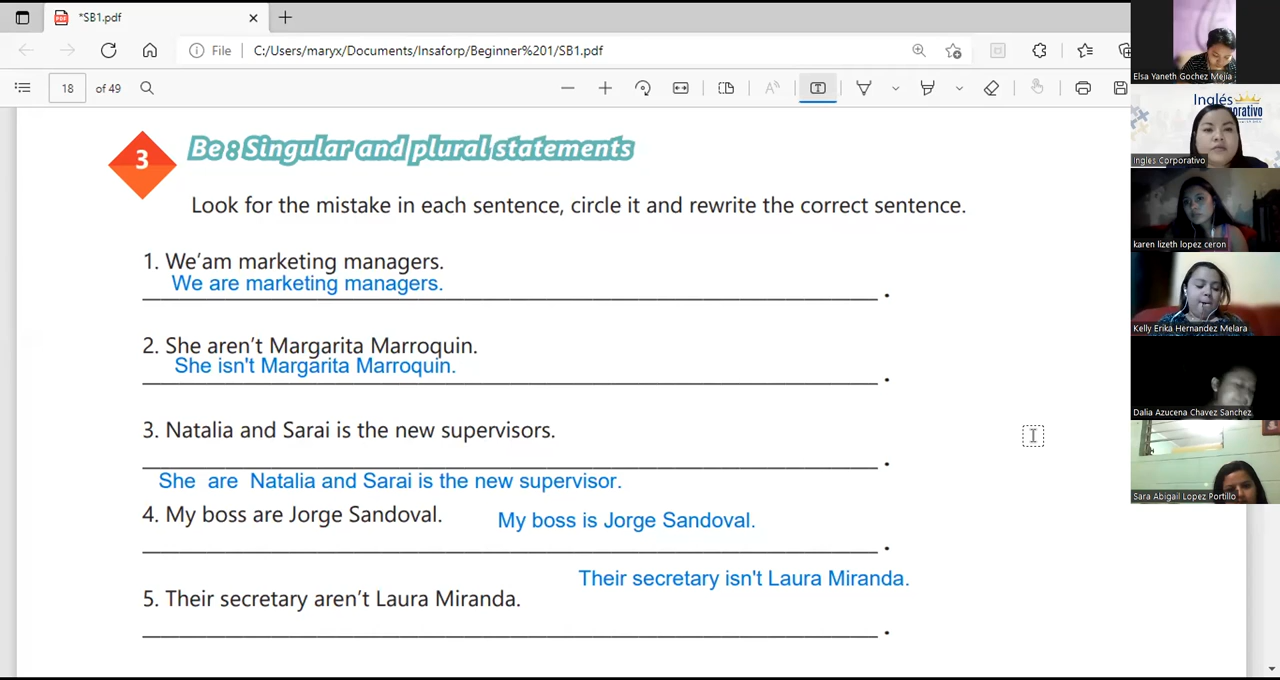 *SB1.pdf
File C:/Users/maryx/Documents/Insaforp/Beginner%201/SB1.pdf
18 of 49
3 Be : Singular and plural statements
Look for the mistake in each sentence, circle it and rewrite the correct sentence.
1. We'am marketing managers.
We are marketing managers.
2. She aren't Margarita Marroquin.
She isn't Margarita Marroquin.
3. Natalia and Sarai is the new supervisors.
She are Natalia and Sarai is the new supervisor.
4. My boss are Jorge Sandoval.
My boss is Jorge Sandoval.
Their secretary isn't Laura Miranda.
5. Their secretary aren't Laura Miranda.
Elsa Yaneth Gochez Mejía
Inglés
Ingles Corporativo
karen lizeth lopez ceron
Kelly Erika Hernandez Melara
Dalia Azucena Chavez Sanchez
Sara Abigail Lopez Portillo